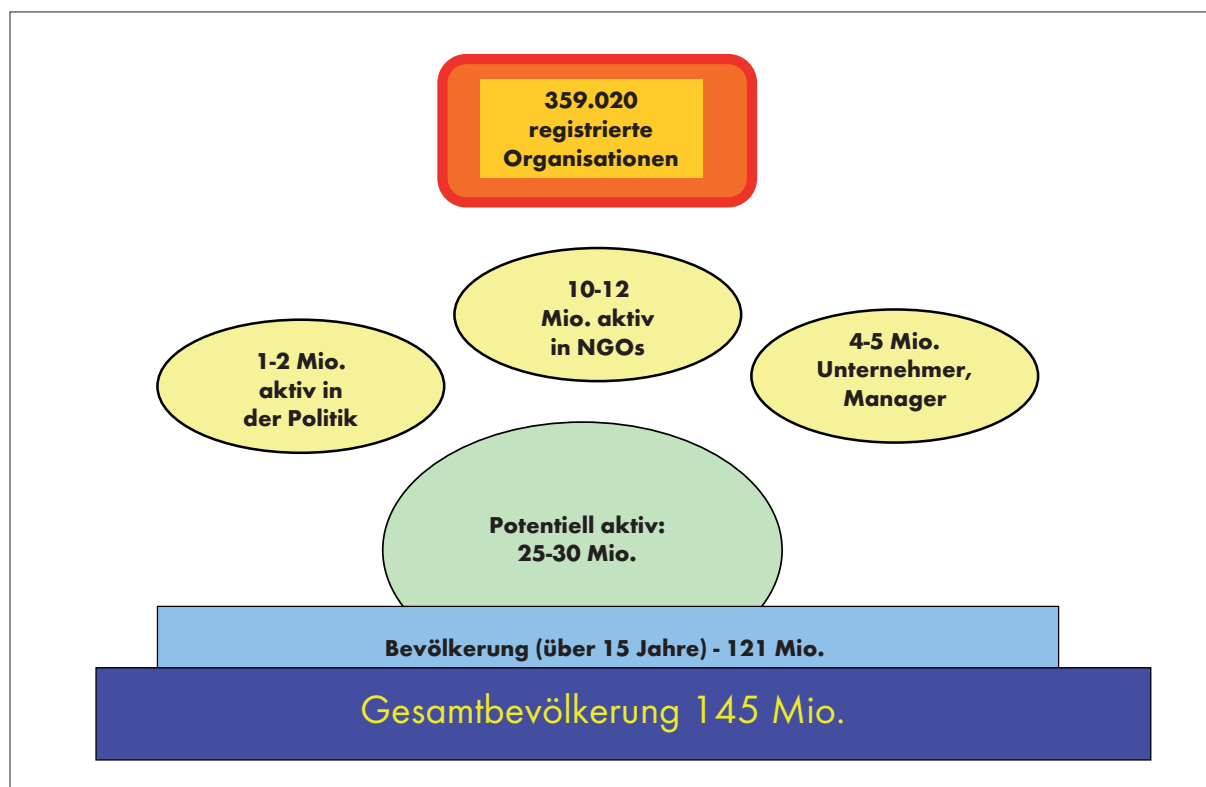 359.020
registrierte
Organisationen
10-12
Mio. aktiv
in NGOs
1-2 Mio.
aktiv in
der Politik
4-5 Mio.
Unternehmer,
Manager
Potentiell aktiv:
25-30 Mio.
Bevölkerung (über 15 Jahre) - 121 Mio.
Gesamtbevölkerung 145 Mio.